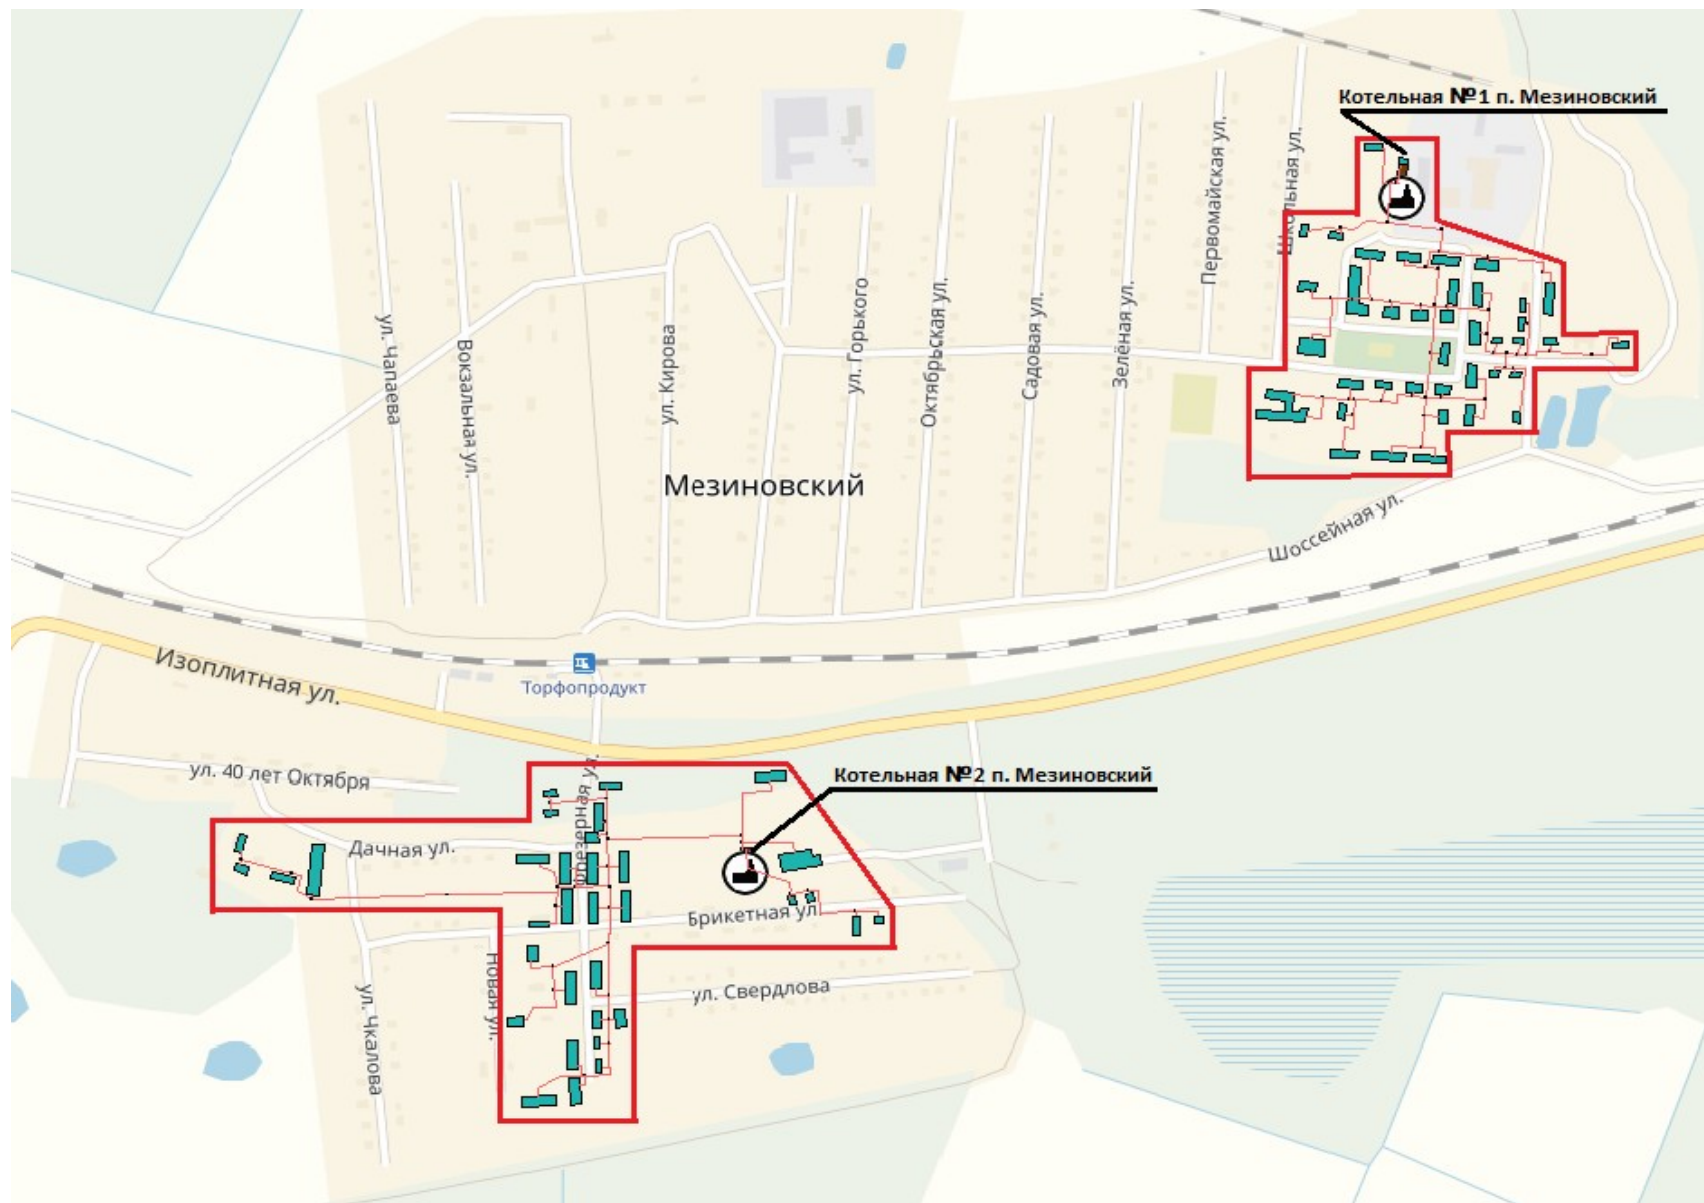 Котельная №1 п. Мезиновский
Первомайская ул.
Школьная ул.
ул. Чапаева
Вокзальная ул.
ул. Кирова
ул. Горького
Октябрьская ул.
Садовая ул.
Зелёная ул.
Мезиновский
Шоссейная ул.
Изоплитная ул.
Торфопродукт
ул. 40 лет Октября
Фрезерная ул.
Котельная №2 п. Мезиновский
Дачная ул.
Брикетная ул.
Новая ул.
ул. Свердлова
ул. Чкалова